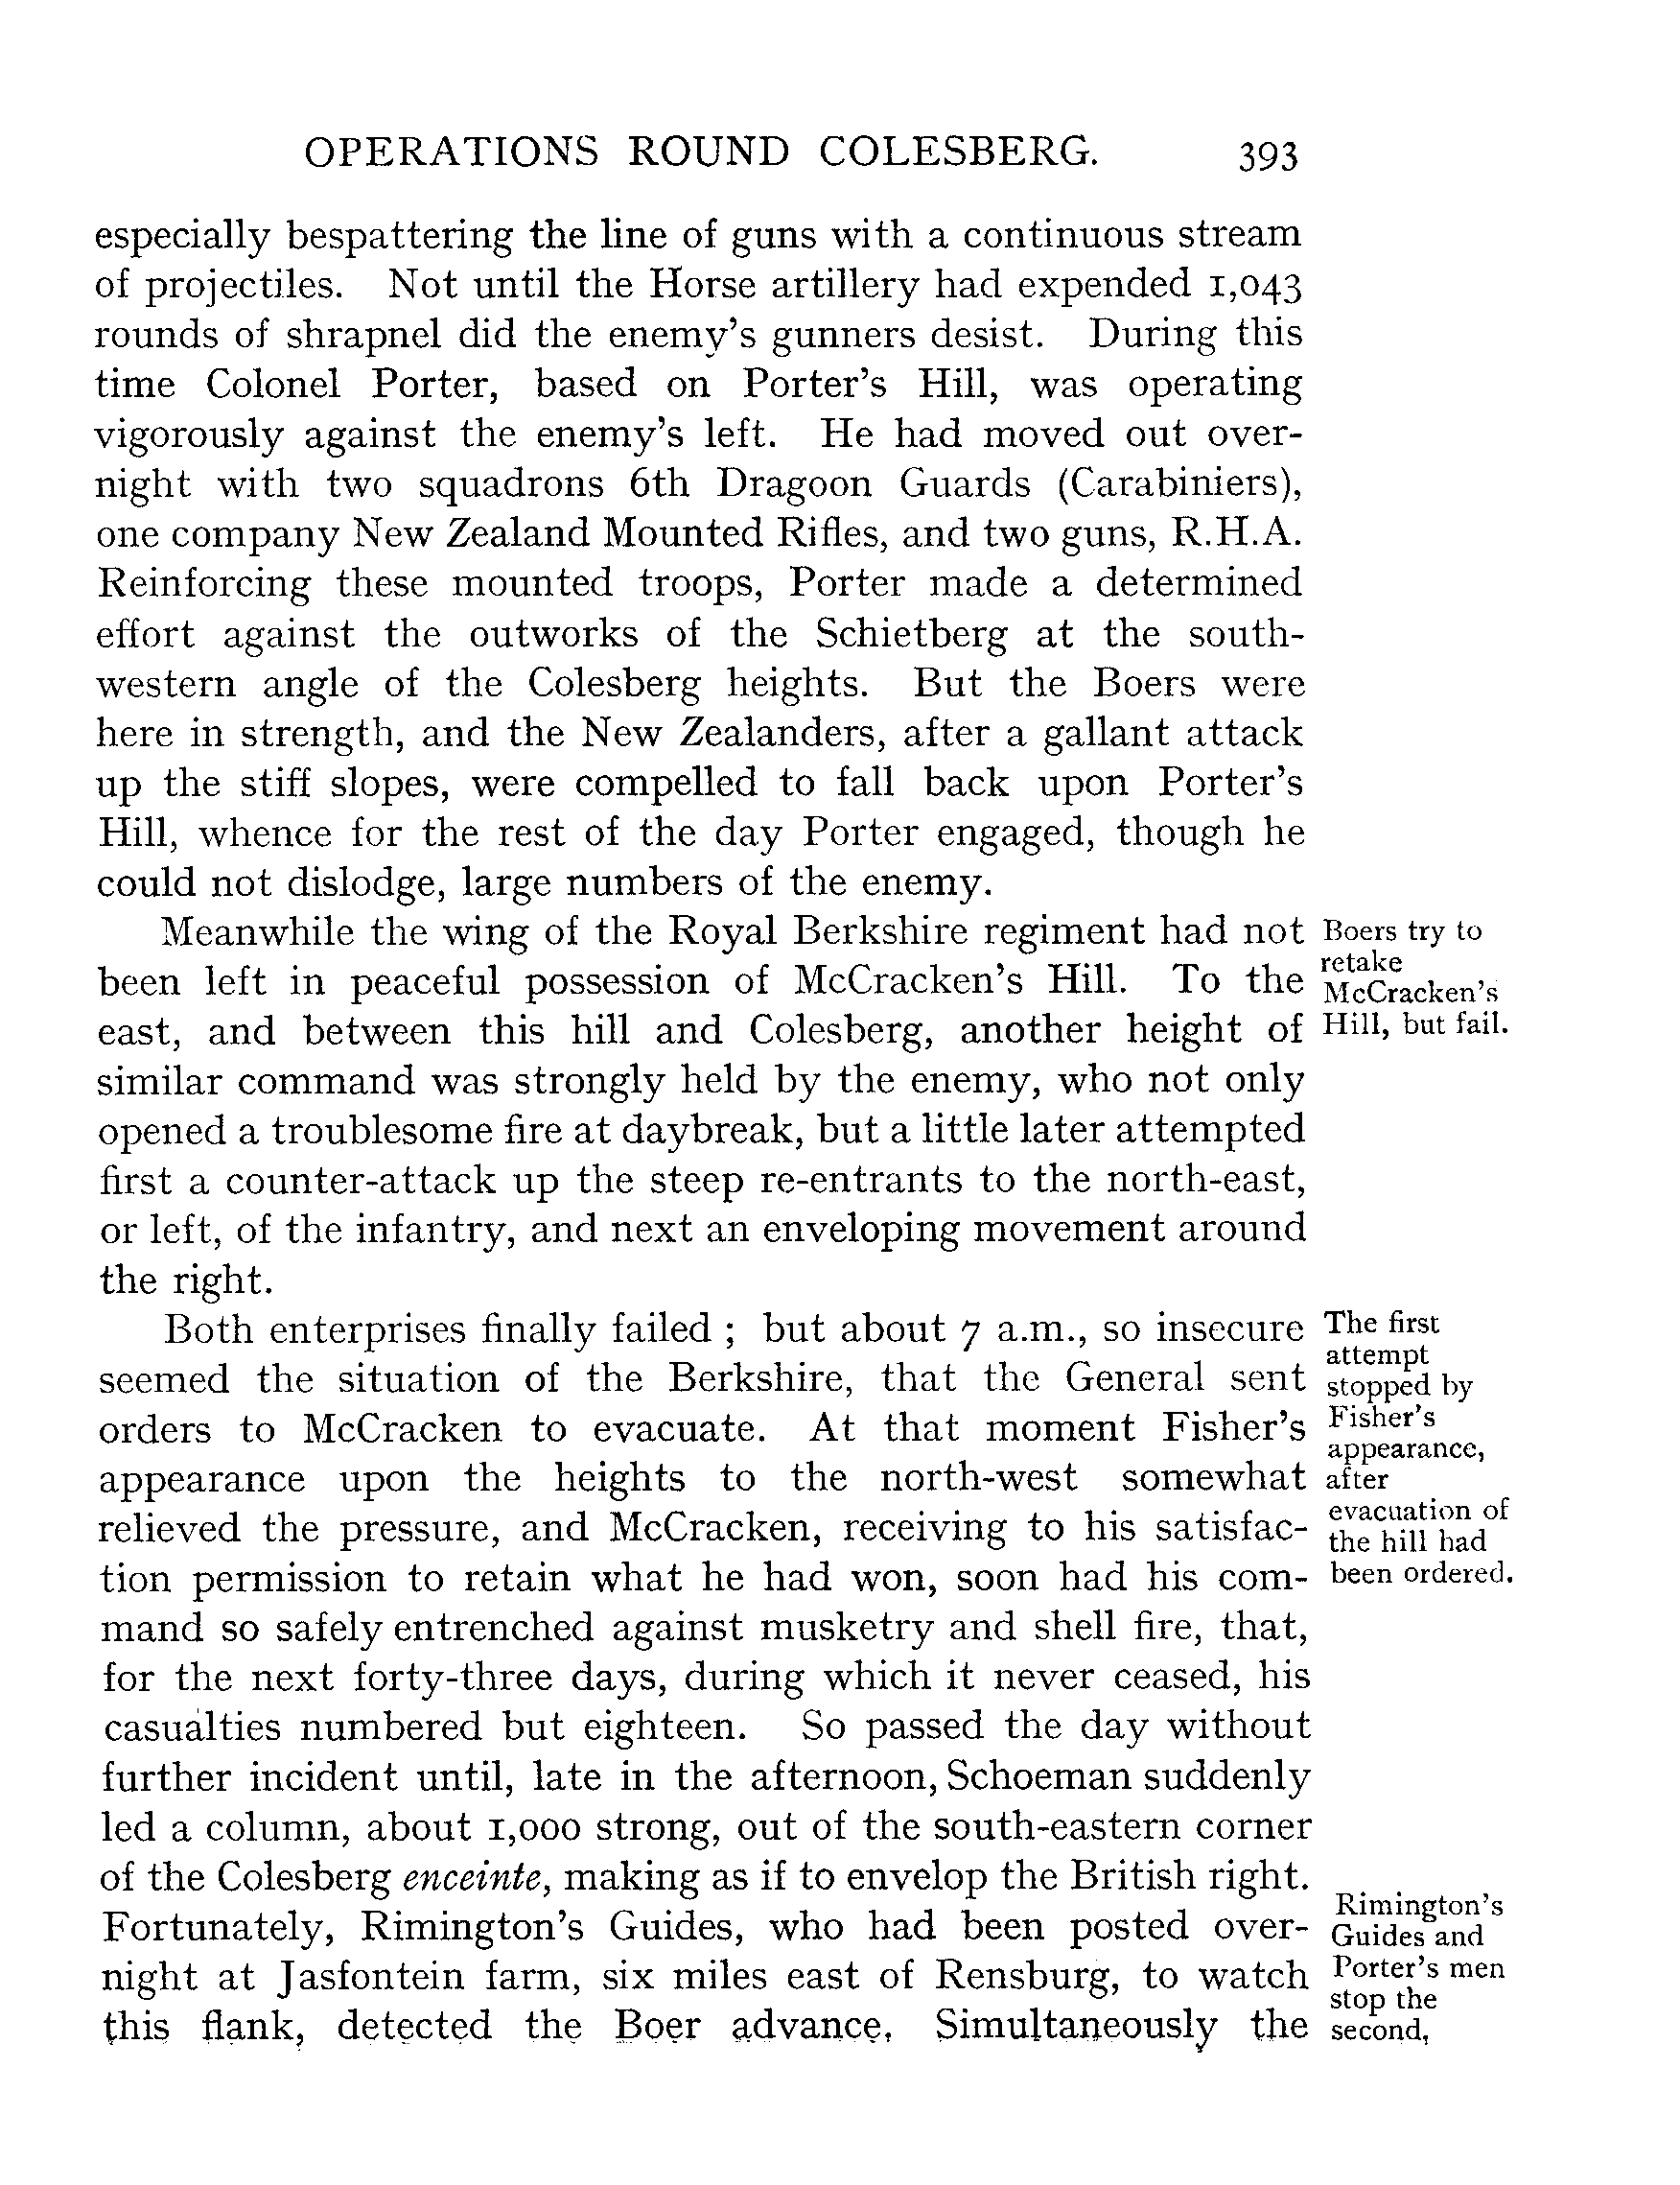 OPERATIONS ROUND COLESBERG. 393
especially bespattering the line of guns with a continuous stream
of projectiles. Not until the Horse artillery had expended 1,043
rounds of shrapnel did the enemy's gunners desist. During this
time Colonel Porter, based on Porter's Hill, was operating
vigorously against the enemy's left. He had moved out over-
night with two squadrons 6th Dragoon Guards (Carabiniers),
one company New Zealand Mounted Rifles, and two guns, R.H.A.
Reinforcing these mounted troops, Porter made a determined
effort against the outworks of the Schietberg at the south-
western angle of the Colesberg heights. But the Boers were
here in strength, and the New Zealanders, after a gallant attack
up the stiff slopes, were compelled to fall back upon Porter's
Hill, whence for the rest of the day Porter engaged, though he
could not dislodge, large numbers of the enemy.
Meanwhile the wing of the Royal Berkshire regiment had not
been left in peaceful possession of McCracken's Hill. To the
east, and between this hill and Colesberg, another height of
similar command was strongly held by the enemy, who not only
opened a troublesome fire at daybreak, but a little later attempted
first a counter-attack up the steep re-entrants to the north-east,
or left, of the infantry, and next an enveloping movement around
the right.
Boers try to
retake
McCracken's
Hill, but fail.
Both enterprises finally failed ; but about 7 a.m., so insecure
seemed the situation of the Berkshire, that the General sent
orders to McCracken to evacuate. At that moment Fisher's
appearance upon the heights to the north-west somewhat
relieved the pressure, and McCracken, receiving to his satisfac-
tion permission to retain what he had won, soon had his com-
mand so safely entrenched against musketry and shell fire, that,
for the next forty-three days, during which it never ceased, his
casualties numbered but eighteen. So passed the day without
further incident until, late in the afternoon, Schoeman suddenly
led a column, about 1,000 strong, out of the south-eastern corner
of the Colesberg enceinte, making as if to envelop the British right.
Fortunately, Rimington's Guides, who had been posted over-
night at Jasfontein farm, six miles east of Rensburg, to watch
this flank, detected the Boer advance. Simultaneously the
The first
attempt
stopped by
Fisher's
appearance,
after
evacuation of
the hill had
been ordered.
Rimington's
Guides and
Porter's men
stop the
second,